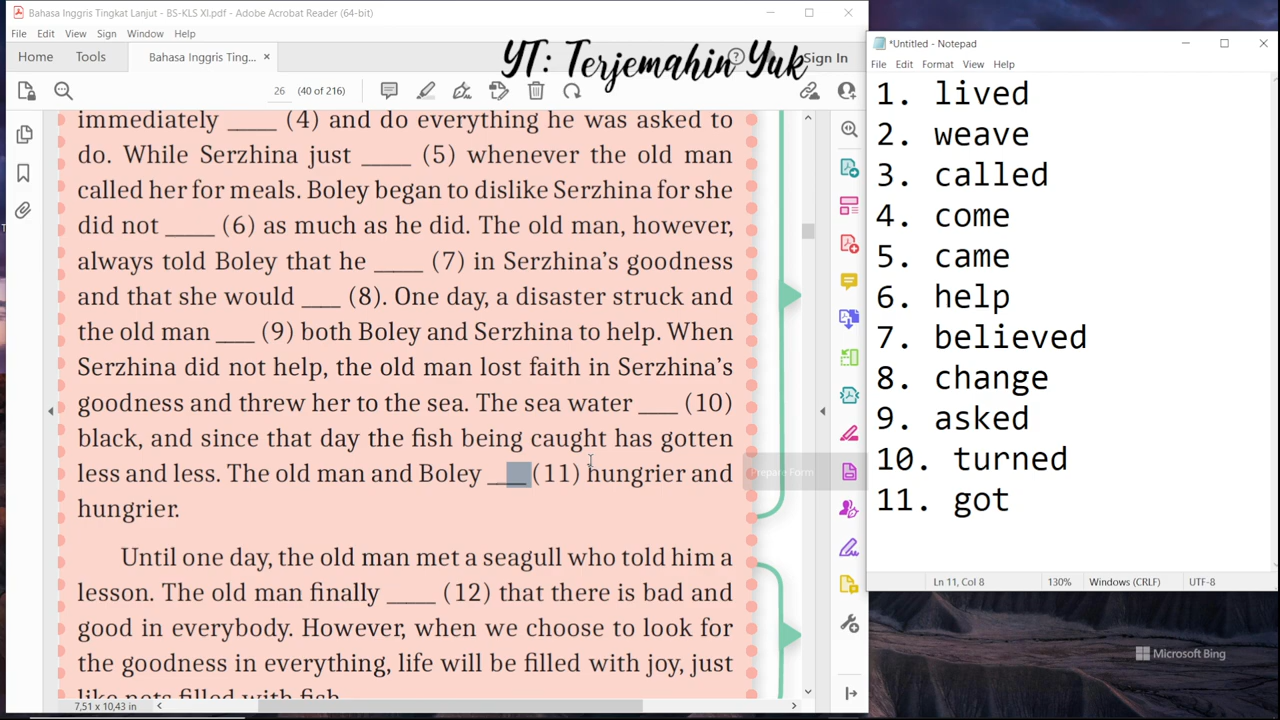 Bahasa Inggris Tingkat Lanjut - BS-KLS XI.pdf - Adobe Acrobat Reader (64-bit)
File Edit View Sign Window Help
Home Tools Bahasa Inggris Ting... × Sign In
YT: Terjemahin Yuk
26 (40 of 216)
immediately _____ (4) and do everything he was asked to
do. While Serzhina just _____ (5) whenever the old man
called her for meals. Boley began to dislike Serzhina for she
did not _____ (6) as much as he did. The old man, however,
always told Boley that he _____ (7) in Serzhina's goodness
and that she would ____ (8). One day, a disaster struck and
the old man ____ (9) both Boley and Serzhina to help. When
Serzhina did not help, the old man lost faith in Serzhina's
goodness and threw her to the sea. The sea water ____ (10)
black, and since that day the fish being caught has gotten
less and less. The old man and Boley ____ (11) hungrier and
hungrier.
Until one day, the old man met a seagull who told him a
lesson. The old man finally _____ (12) that there is bad and
good in everybody. However, when we choose to look for
the goodness in everything, life will be filled with joy, just
like nets filled with fish.
Prepare Form
7,51 x 10,43 in
*Untitled - Notepad
File Edit Format View Help
1. lived
2. weave
3. called
4. come
5. came
6. help
7. believed
8. change
9. asked
10. turned
11. got
Ln 11, Col 8 130% Windows (CRLF) UTF-8
Microsoft Bing